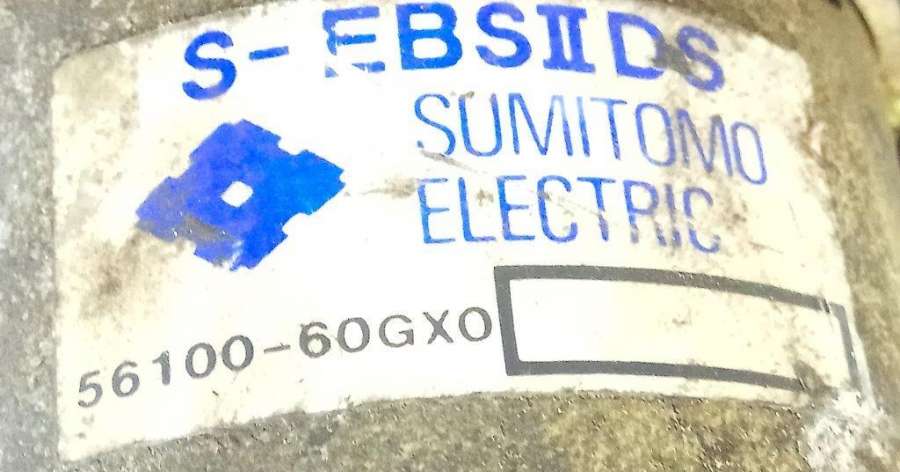 S-EBSIIDS
SUMITOMO
ELECTRIC
56100-60GX0